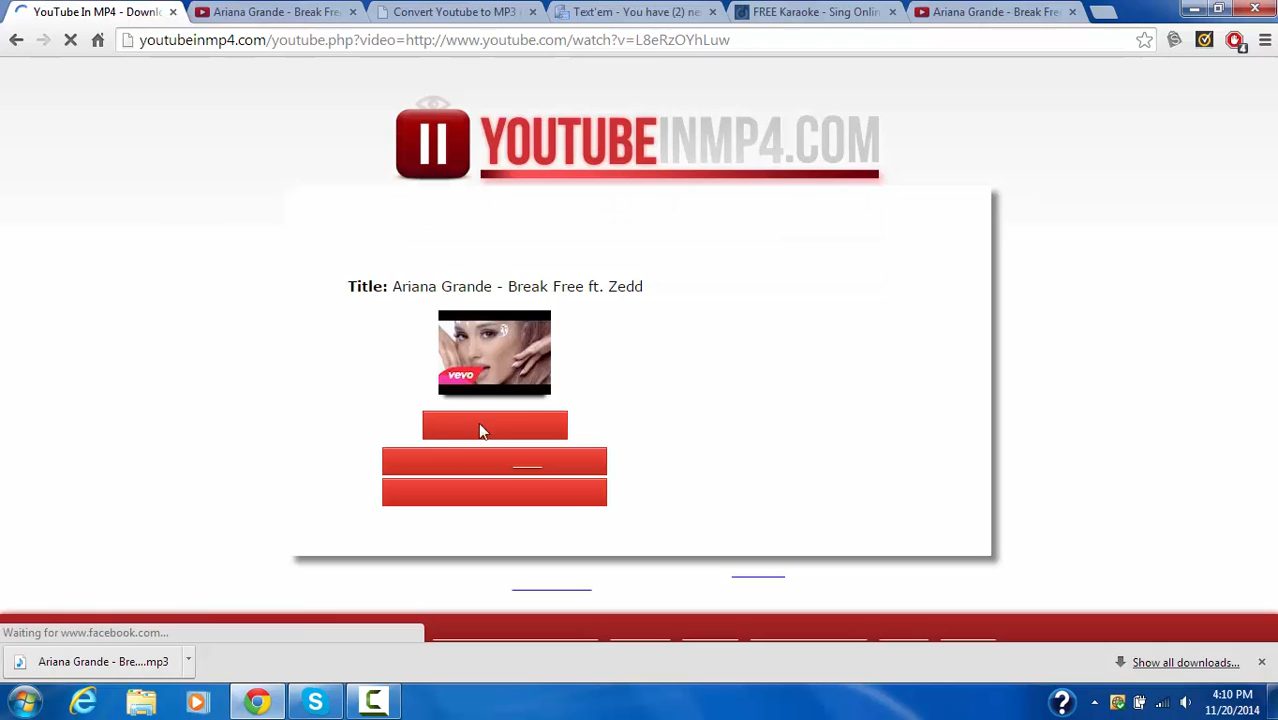 YouTube In MP4 - Downlo
Ariana Grande - Break Fre
Convert Youtube to MP3
Text'em - You have (2) ne
FREE Karaoke - Sing Onlin
Ariana Grande - Break Fre
youtubeinmp4.com/youtube.php?video=http://www.youtube.com/watch?v=L8eRzOYhLuw
4
YOUTUBEINMP4.COM
Title: Ariana Grande - Break Free ft. Zedd
vevo
Waiting for www.facebook.com...
Ariana Grande - Bre....mp3
Show all downloads...
4:10 PM
11/20/2014